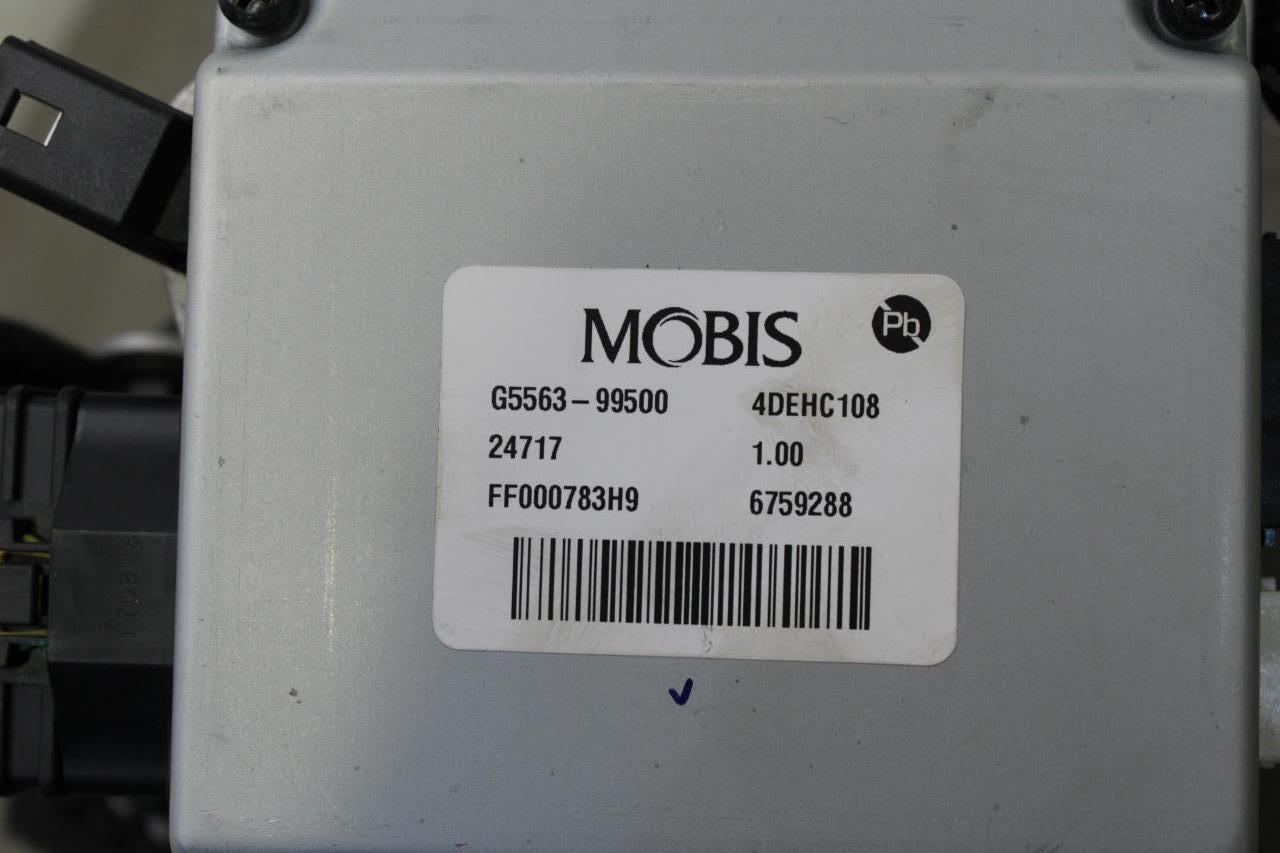 MOBIS
Pb
G5563-99500 4DEHC108
24717 1.00
FF000783H9 6759288